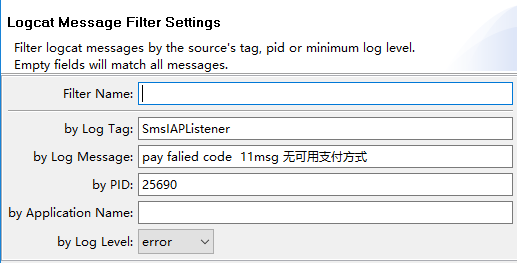 Logcat Message Filter Settings
Filter logcat messages by the source's tag, pid or minimum log level.
Empty fields will match all messages.
Filter Name:
by Log Tag: SmsIAPListener
by Log Message: pay falied code  11msg 无可用支付方式
by PID: 25690
by Application Name:
by Log Level: error